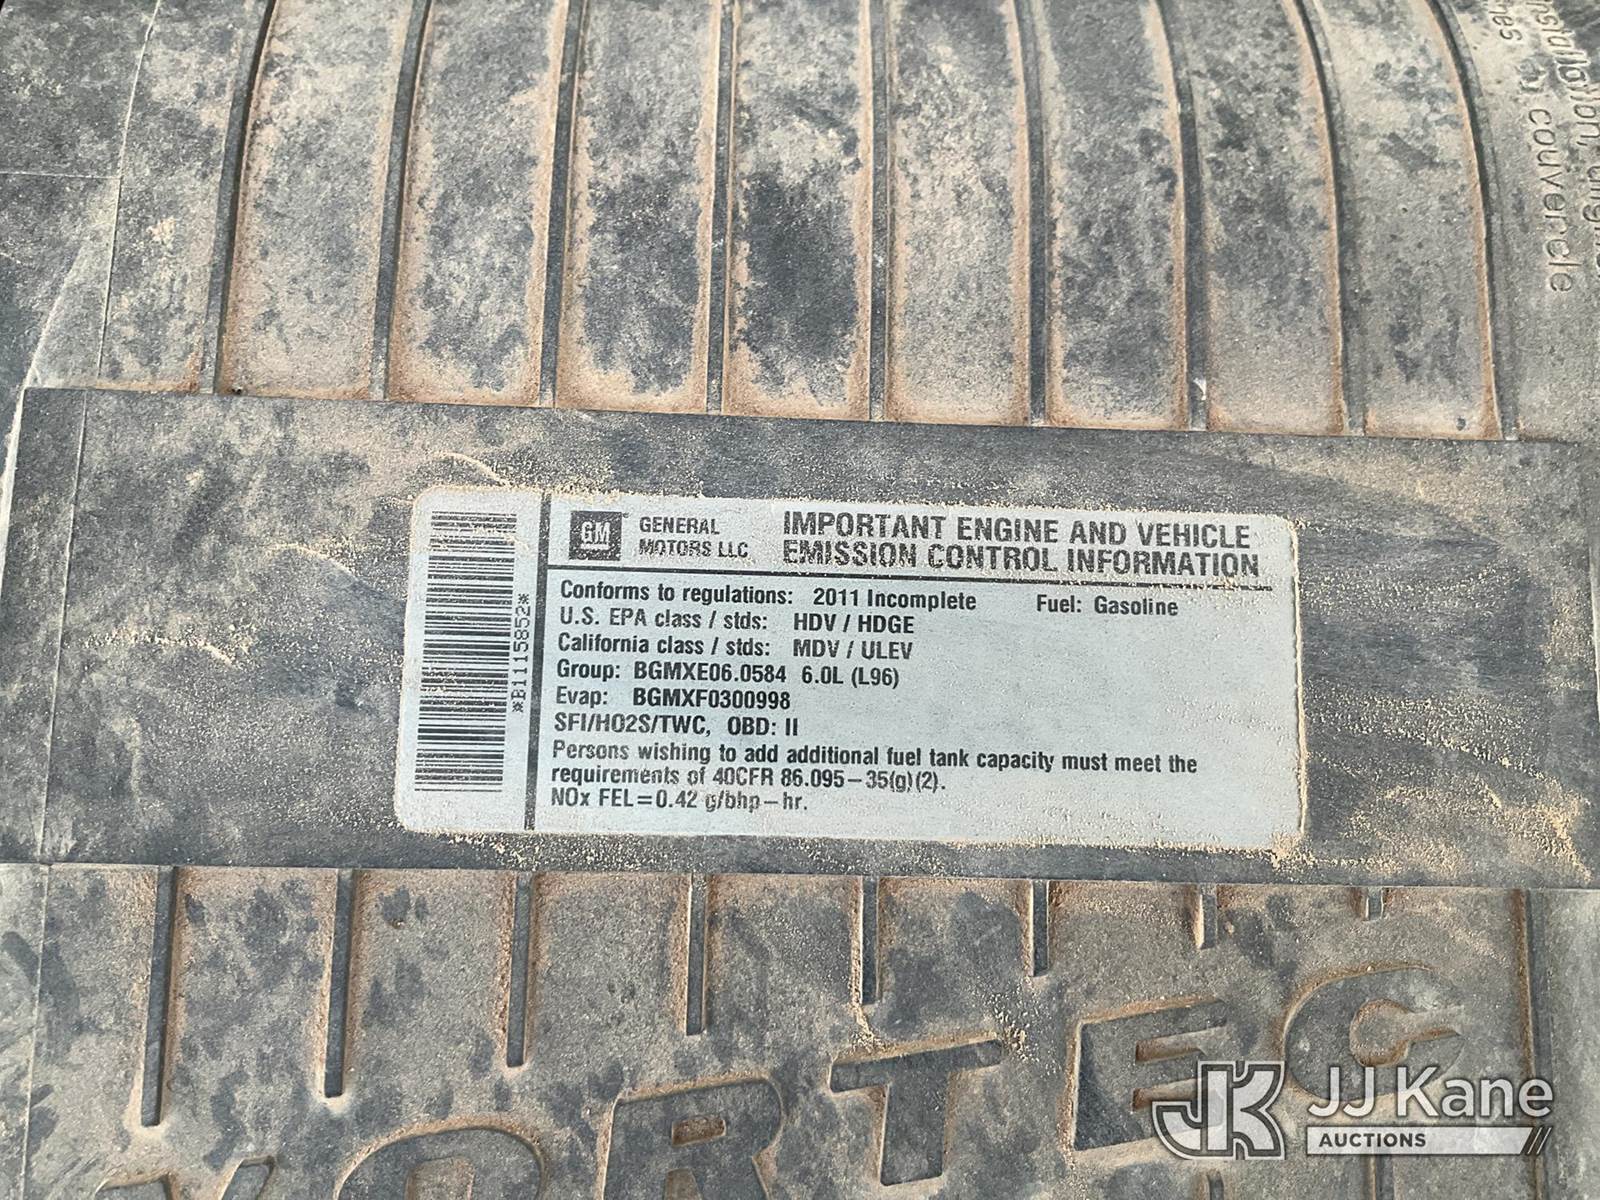 couvercle
GM GENERAL MOTORS LLC
IMPORTANT ENGINE AND VEHICLE
EMISSION CONTROL INFORMATION
*B1115852*
Conforms to regulations: 2011 Incomplete Fuel: Gasoline
U.S. EPA class / stds: HDV / HDGE
California class / stds: MDV / ULEV
Group: BGMXE06.0584 6.0L (L96)
Evap: BGMXF0300998
SFI/HO2S/TWC, OBD: II
Persons wishing to add additional fuel tank capacity must meet the
requirements of 40CFR 86.095-35(g)(2).
NOx FEL=0.42 g/bhp-hr.
VORTEC
JK JJ Kane
AUCTIONS